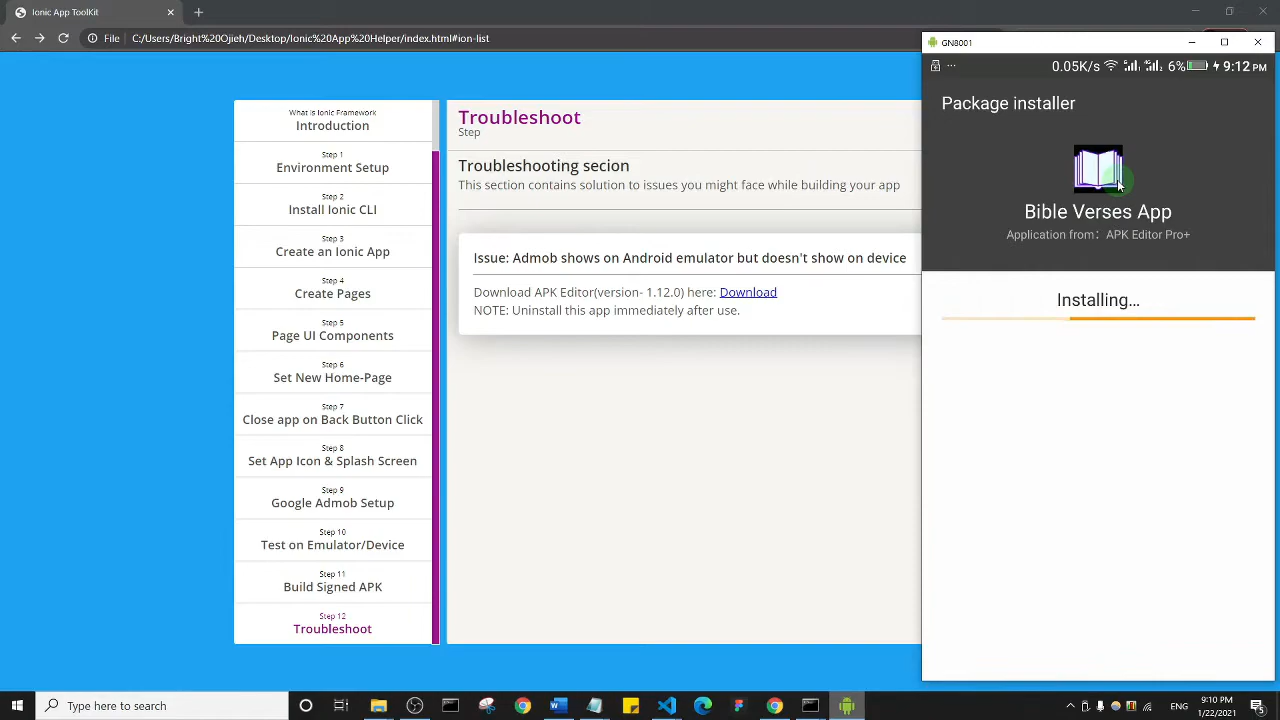 Ionic App ToolKit
File
C:/Users/Bright%20Ojieh/Desktop/Ionic%20App%20Helper/index.html#ion-list
What is Ionic Framework
Introduction
Step 1
Environment Setup
Step 2
Install Ionic CLI
Step 3
Create an Ionic App
Step 4
Create Pages
Step 5
Page UI Components
Step 6
Set New Home-Page
Step 7
Close app on Back Button Click
Step 8
Set App Icon & Splash Screen
Step 9
Google Admob Setup
Step 10
Test on Emulator/Device
Step 11
Build Signed APK
Step 12
Troubleshoot
Troubleshoot
Step
Troubleshooting secion
This section contains solution to issues you might face while building your app
Issue: Admob shows on Android emulator but doesn't show on device
Download APK Editor(version- 1.12.0) here: Download
NOTE: Uninstall this app immediately after use.
GN8001
0.05K/s 6% 9:12 PM
Package installer
Bible Verses App
Application from: APK Editor Pro+
Installing...
Type here to search
ENG
9:10 PM
1/22/2021